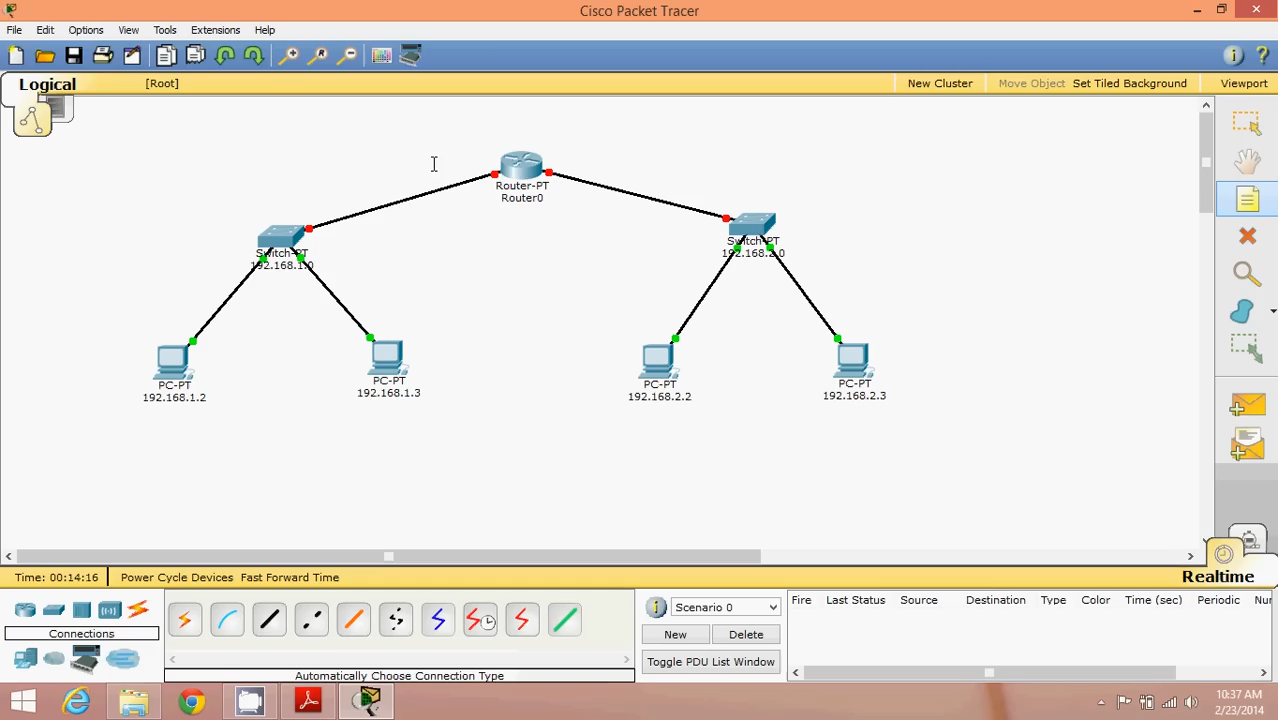 Cisco Packet Tracer
File Edit Options View Tools Extensions Help
Logical [Root] New Cluster Move Object Set Tiled Background Viewport
Router-PT
Router0
Switch-PT
192.168.1.0
Switch-PT
192.168.2.0
PC-PT
192.168.1.2
PC-PT
192.168.1.3
PC-PT
192.168.2.2
PC-PT
192.168.2.3
Time: 00:14:16 Power Cycle Devices Fast Forward Time Realtime
Connections
Automatically Choose Connection Type
Scenario 0
New Delete
Toggle PDU List Window
Fire Last Status Source Destination Type Color Time (sec) Periodic Nur
10:37 AM
2/23/2014